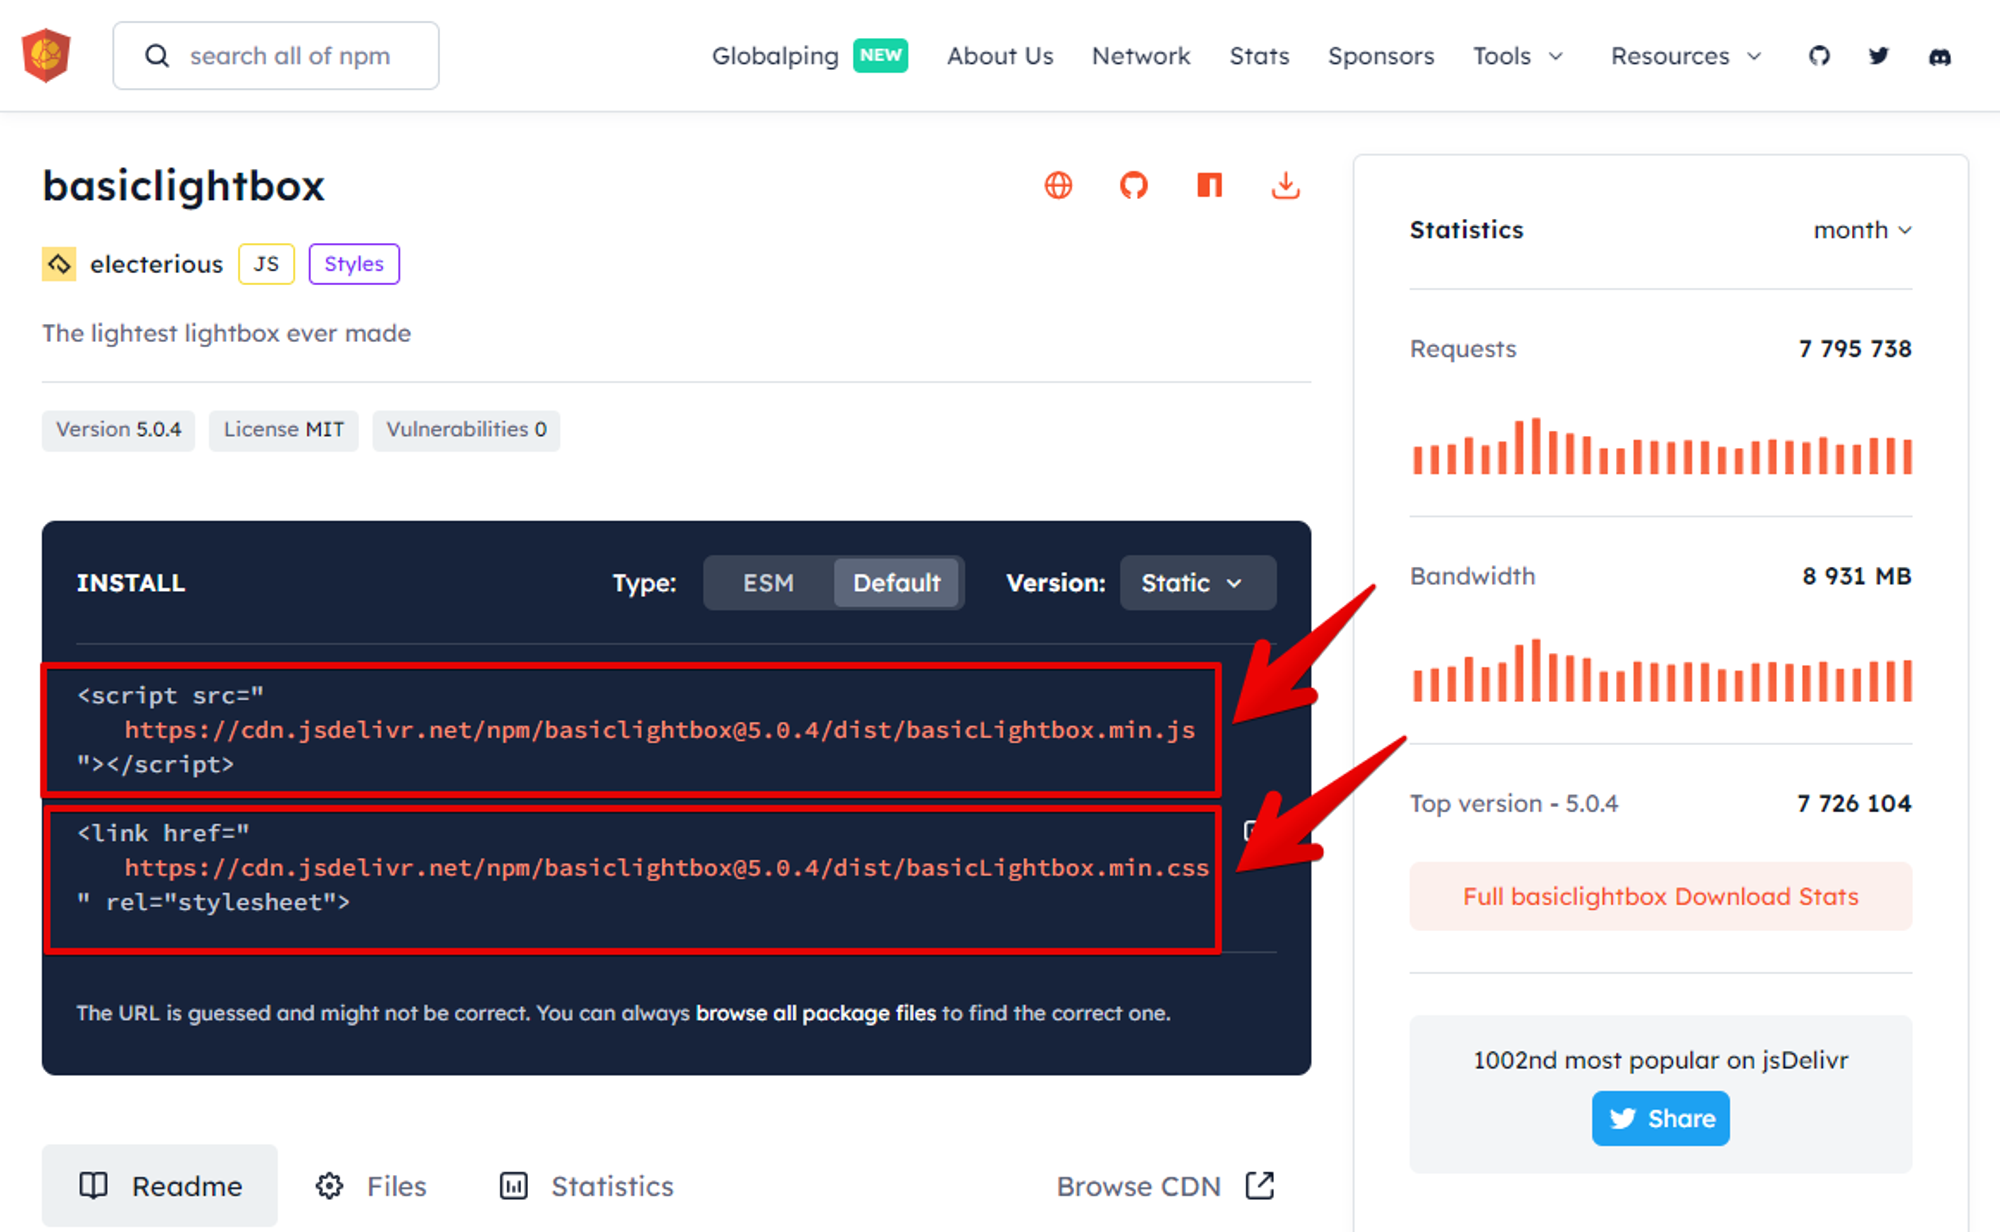 search all of npm
Globalping NEW About Us Network Stats Sponsors Tools Resources
basiclightbox
electerious JS Styles
The lightest lightbox ever made
Version 5.0.4 License MIT Vulnerabilities 0
INSTALL Type: ESM Default Version: Static
<script src="
https://cdn.jsdelivr.net/npm/basiclightbox@5.0.4/dist/basicLightbox.min.js
"></script>
<link href="
https://cdn.jsdelivr.net/npm/basiclightbox@5.0.4/dist/basicLightbox.min.css
" rel="stylesheet">
The URL is guessed and might not be correct. You can always browse all package files to find the correct one.
Readme Files Statistics Browse CDN
Statistics month
Requests 7 795 738
Bandwidth 8 931 MB
Top version - 5.0.4 7 726 104
Full basiclightbox Download Stats
1002nd most popular on jsDelivr
Share